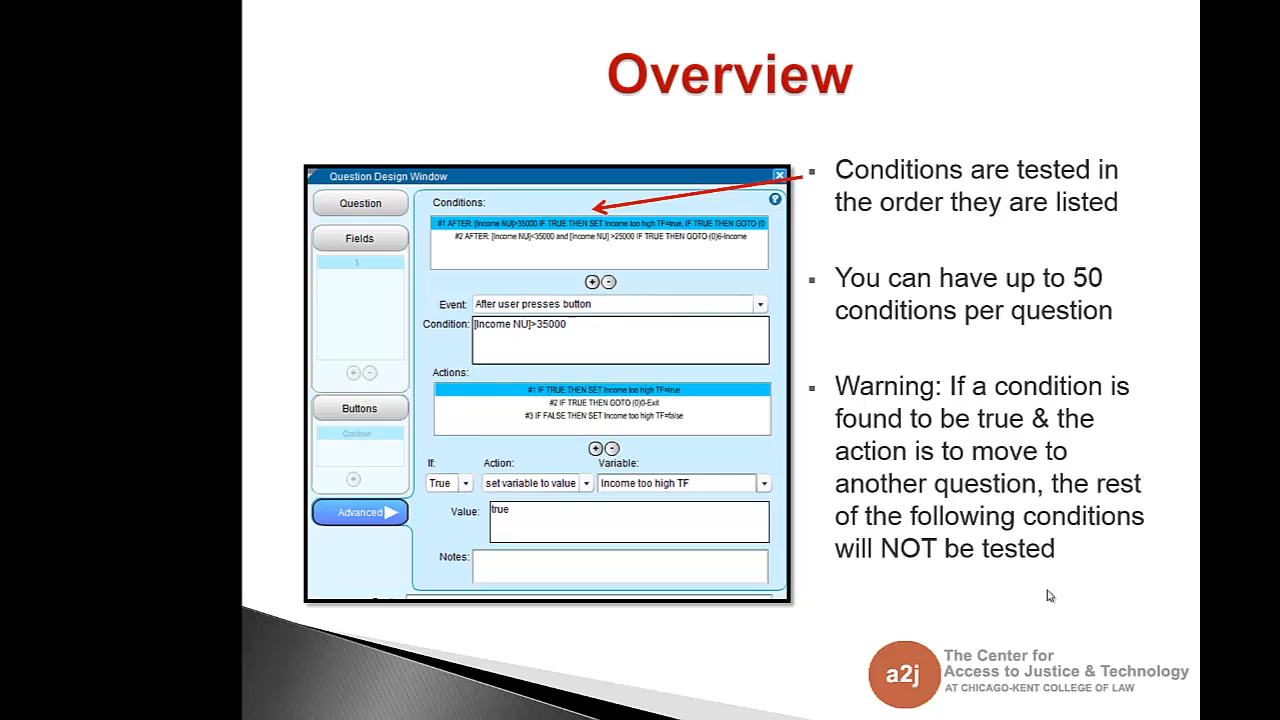 Overview
Question Design Window
Question
Fields
$
Buttons
Continue
Advanced
Conditions:
#1 AFTER: [Income NU]>35000 IF TRUE THEN SET Income too high TF=true, IF TRUE THEN GOTO (0
#2 AFTER: [Income NU]<35000 and [Income NU] >25000 IF TRUE THEN GOTO (0)6-Income
Event: After user presses button
Condition: [Income NU]>35000
Actions:
#1 IF TRUE THEN SET Income too high TF=true
#2 IF TRUE THEN GOTO (0)0-Exit
#3 IF FALSE THEN SET Income too high TF=false
If: Action: Variable:
True set variable to value Income too high TF
Value: true
Notes:
▪ Conditions are tested in
the order they are listed
▪ You can have up to 50
conditions per question
▪ Warning: If a condition is
found to be true & the
action is to move to
another question, the rest
of the following conditions
will NOT be tested
a2j
The Center for
Access to Justice & Technology
AT CHICAGO-KENT COLLEGE OF LAW